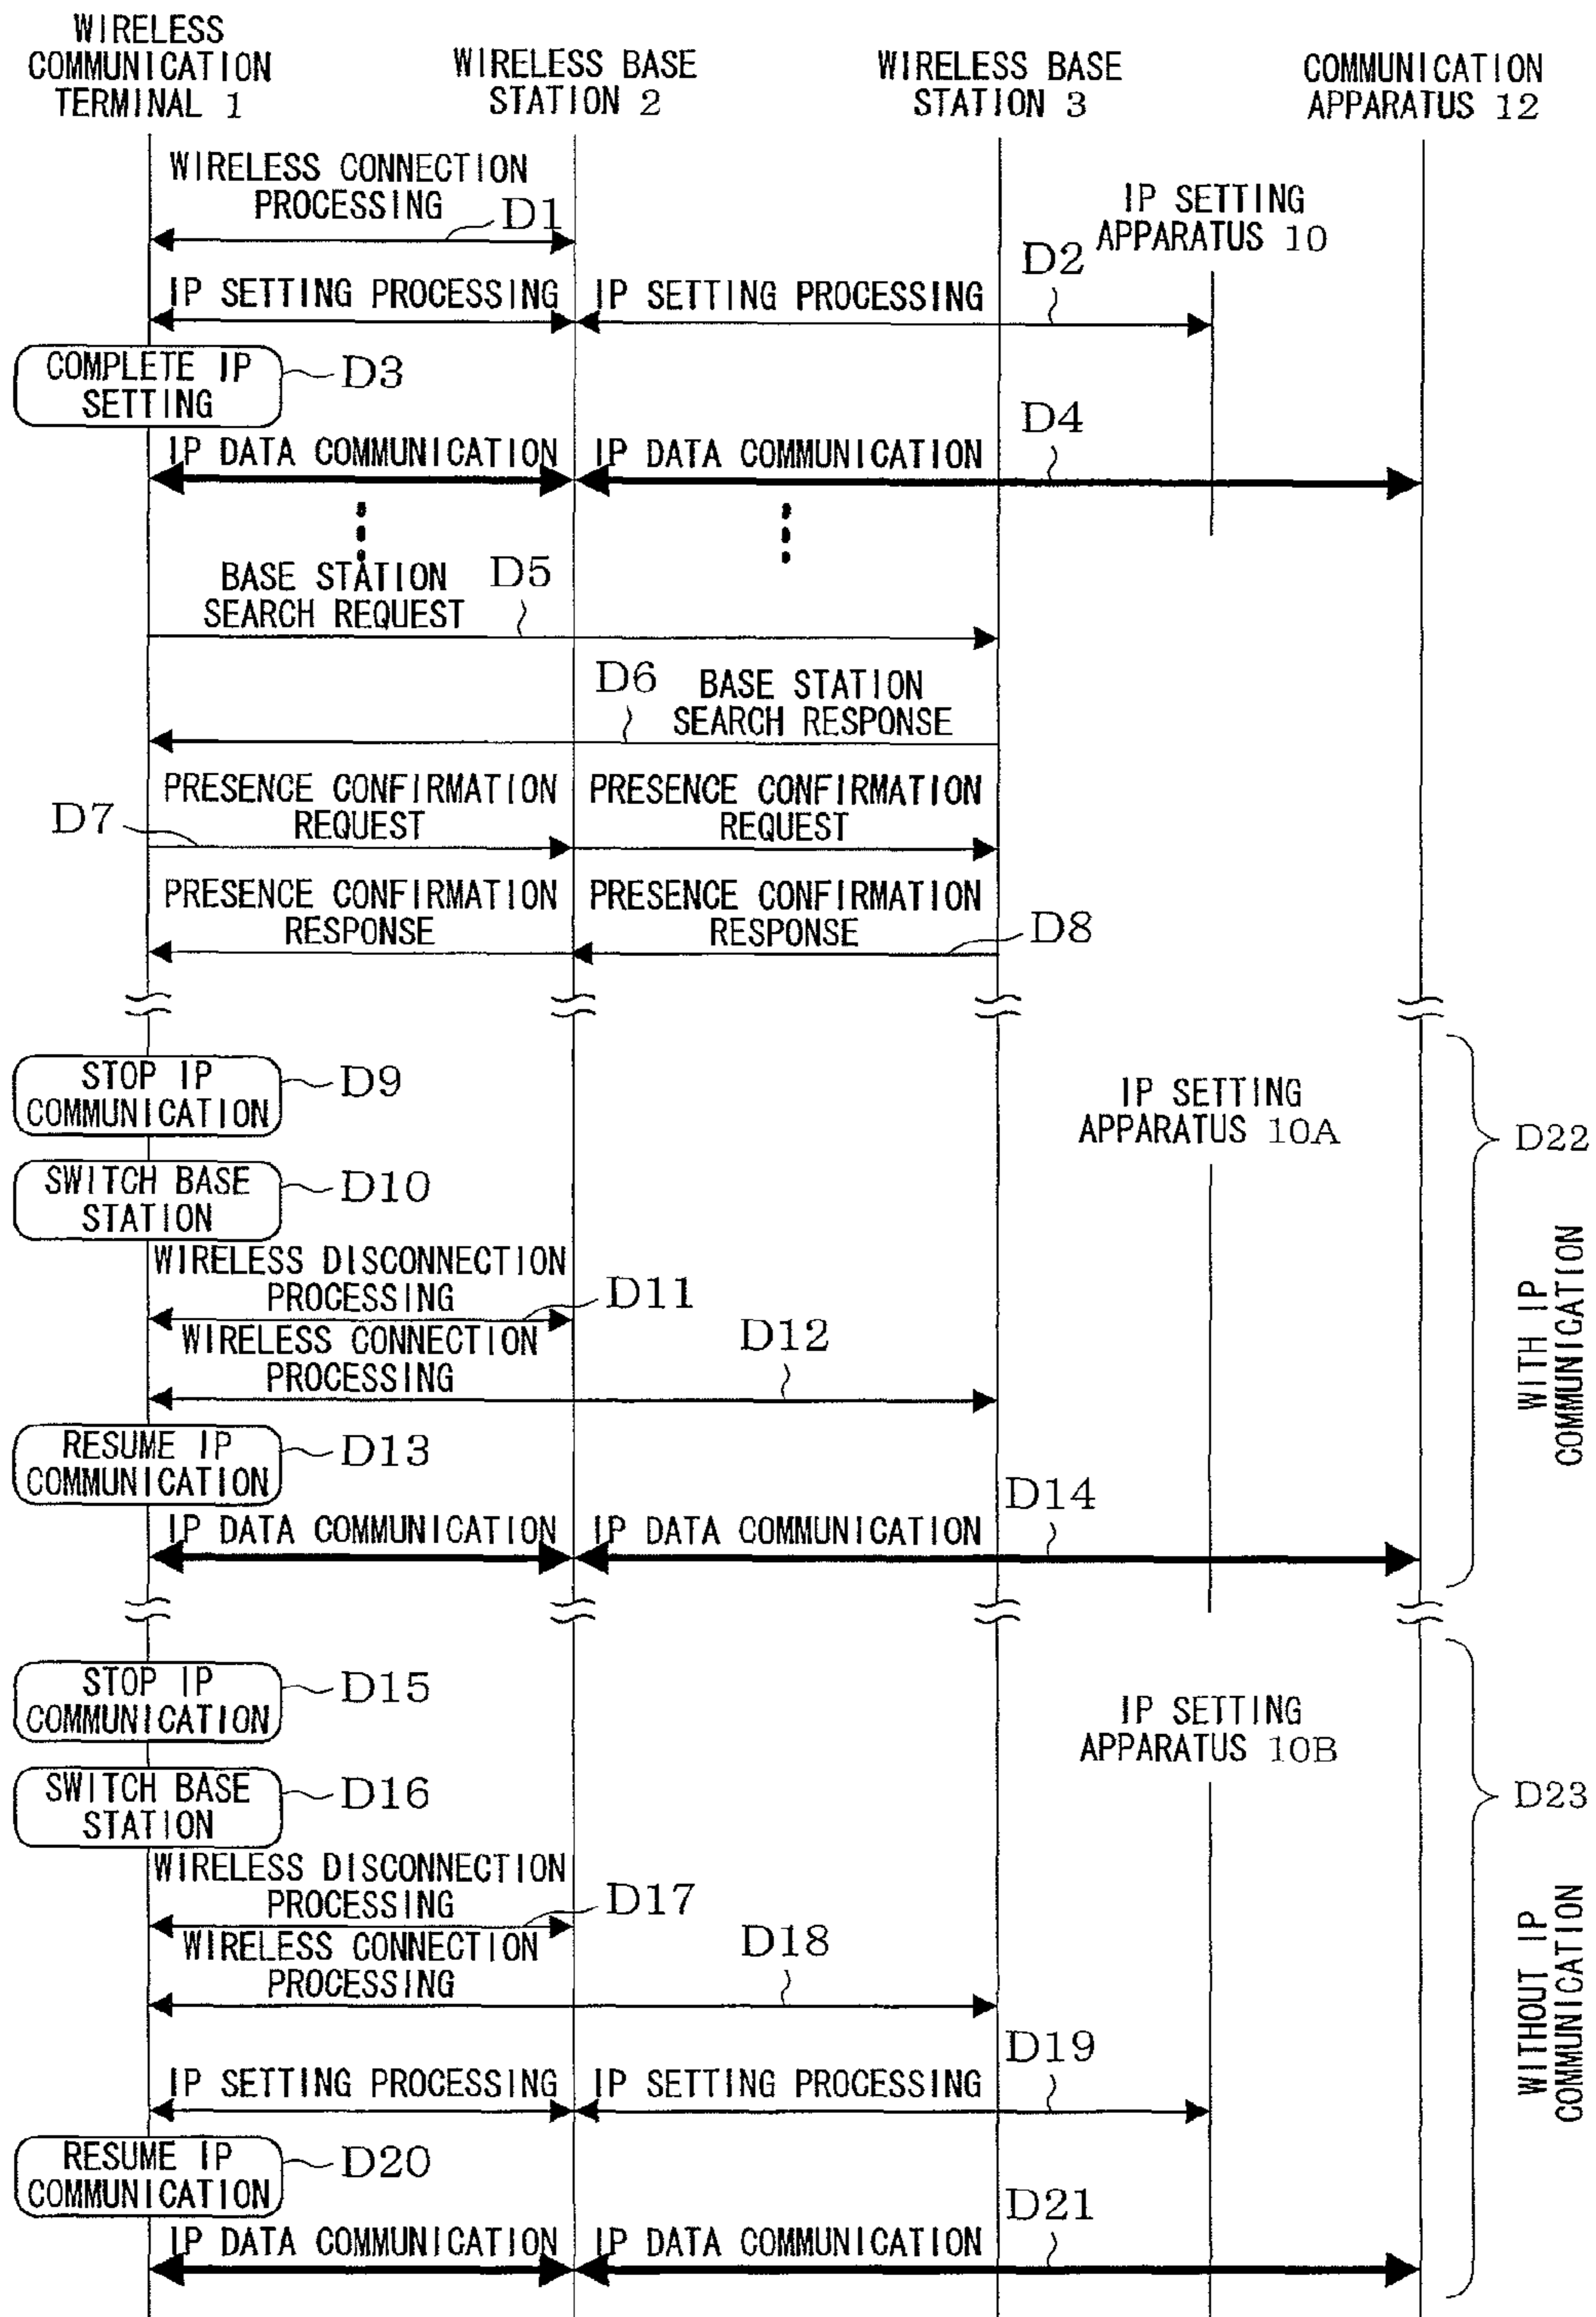 WIRELESS
COMMUNICATION
TERMINAL 1
WIRELESS BASE
STATION 2
WIRELESS BASE
STATION 3
COMMUNICATION
APPARATUS 12
WIRELESS CONNECTION
PROCESSING
D1
IP SETTING
APPARATUS 10
D2
IP SETTING PROCESSING
IP SETTING PROCESSING
COMPLETE IP
SETTING
D3
D4
IP DATA COMMUNICATION
IP DATA COMMUNICATION
BASE STATION
SEARCH REQUEST
D5
D6
BASE STATION
SEARCH RESPONSE
D7
PRESENCE CONFIRMATION
REQUEST
PRESENCE CONFIRMATION
REQUEST
PRESENCE CONFIRMATION
RESPONSE
PRESENCE CONFIRMATION
RESPONSE
D8
STOP IP
COMMUNICATION
D9
IP SETTING
APPARATUS 10A
D22
SWITCH BASE
STATION
D10
WITH IP
COMMUNICATION
WIRELESS DISCONNECTION
PROCESSING
D11
WIRELESS CONNECTION
PROCESSING
D12
RESUME IP
COMMUNICATION
D13
D14
IP DATA COMMUNICATION
IP DATA COMMUNICATION
STOP IP
COMMUNICATION
D15
IP SETTING
APPARATUS 10B
SWITCH BASE
STATION
D16
D23
WIRELESS DISCONNECTION
PROCESSING
D17
WITHOUT IP
COMMUNICATION
WIRELESS CONNECTION
PROCESSING
D18
D19
IP SETTING PROCESSING
IP SETTING PROCESSING
RESUME IP
COMMUNICATION
D20
D21
IP DATA COMMUNICATION
IP DATA COMMUNICATION